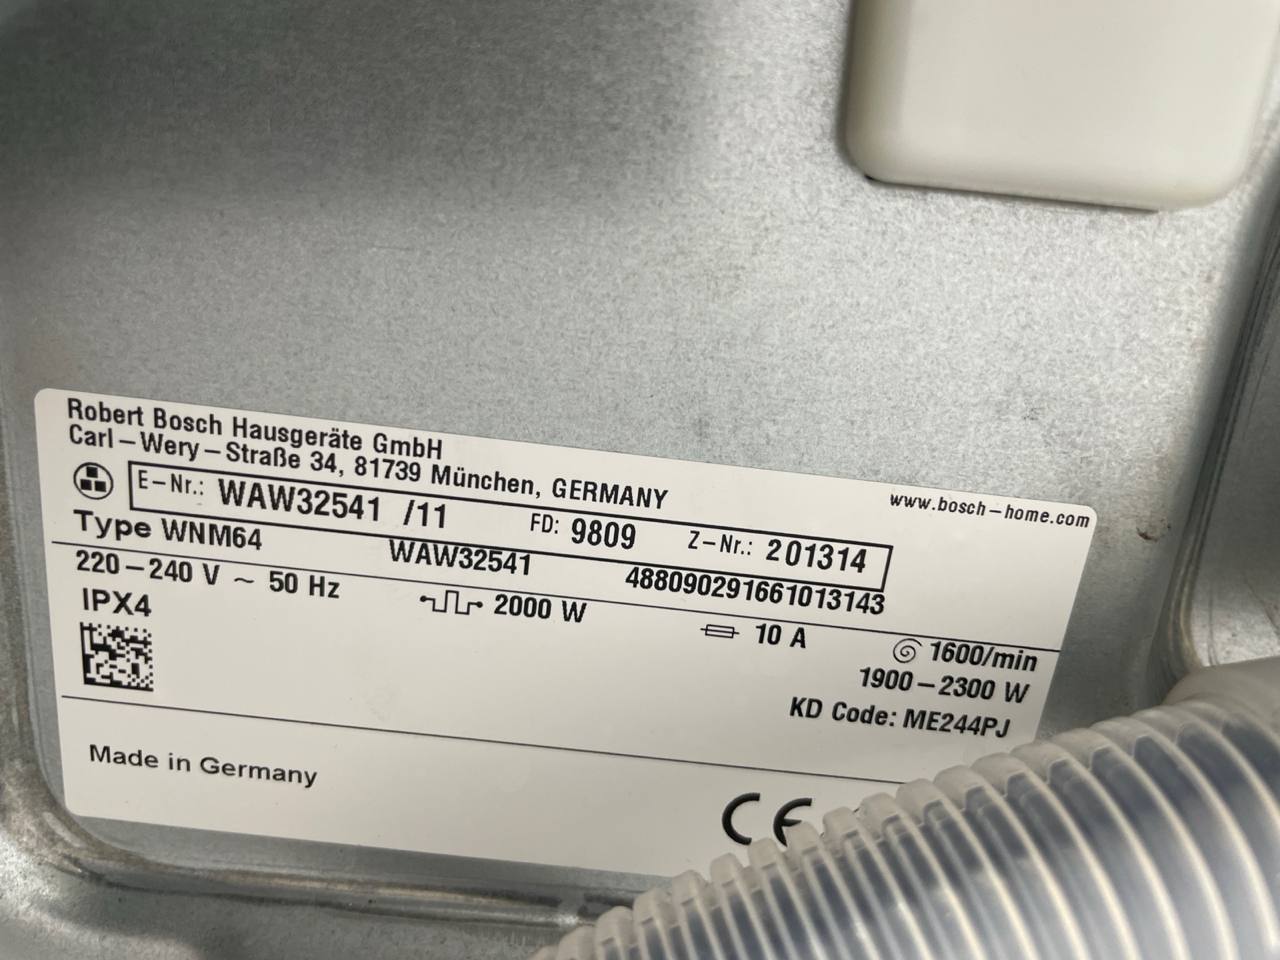 Robert Bosch Hausgeräte GmbH
Carl-Wery-Straße 34, 81739 München, GERMANY
www.bosch-home.com
E-Nr.: WAW32541 /11 FD: 9809 Z-Nr.: 201314
Type WNM64 WAW32541 488090291661013143
220-240 V ~ 50 Hz 2000 W 10 A 1600/min
IPX4 1900-2300 W
KD Code: ME244PJ
Made in Germany
CE